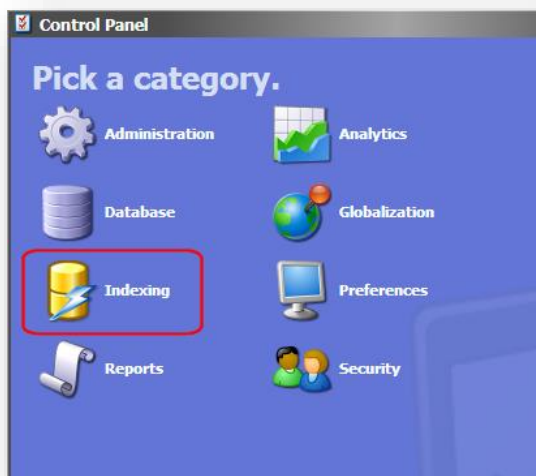 Control Panel
Pick a category.
Administration
Analytics
Database
Globalization
Indexing
Preferences
Reports
Security